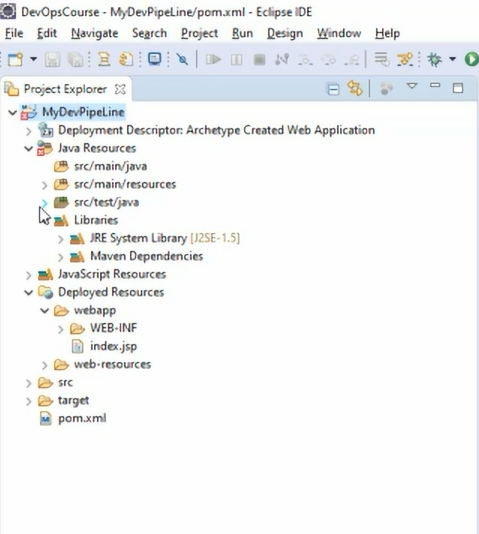 DevOpsCourse - MyDevPipeLine/pom.xml - Eclipse IDE
File Edit Navigate Search Project Run Design Window Help
Project Explorer
MyDevPipeLine
Deployment Descriptor: Archetype Created Web Application
Java Resources
src/main/java
src/main/resources
src/test/java
Libraries
JRE System Library [J2SE-1.5]
Maven Dependencies
JavaScript Resources
Deployed Resources
webapp
WEB-INF
index.jsp
web-resources
src
target
pom.xml